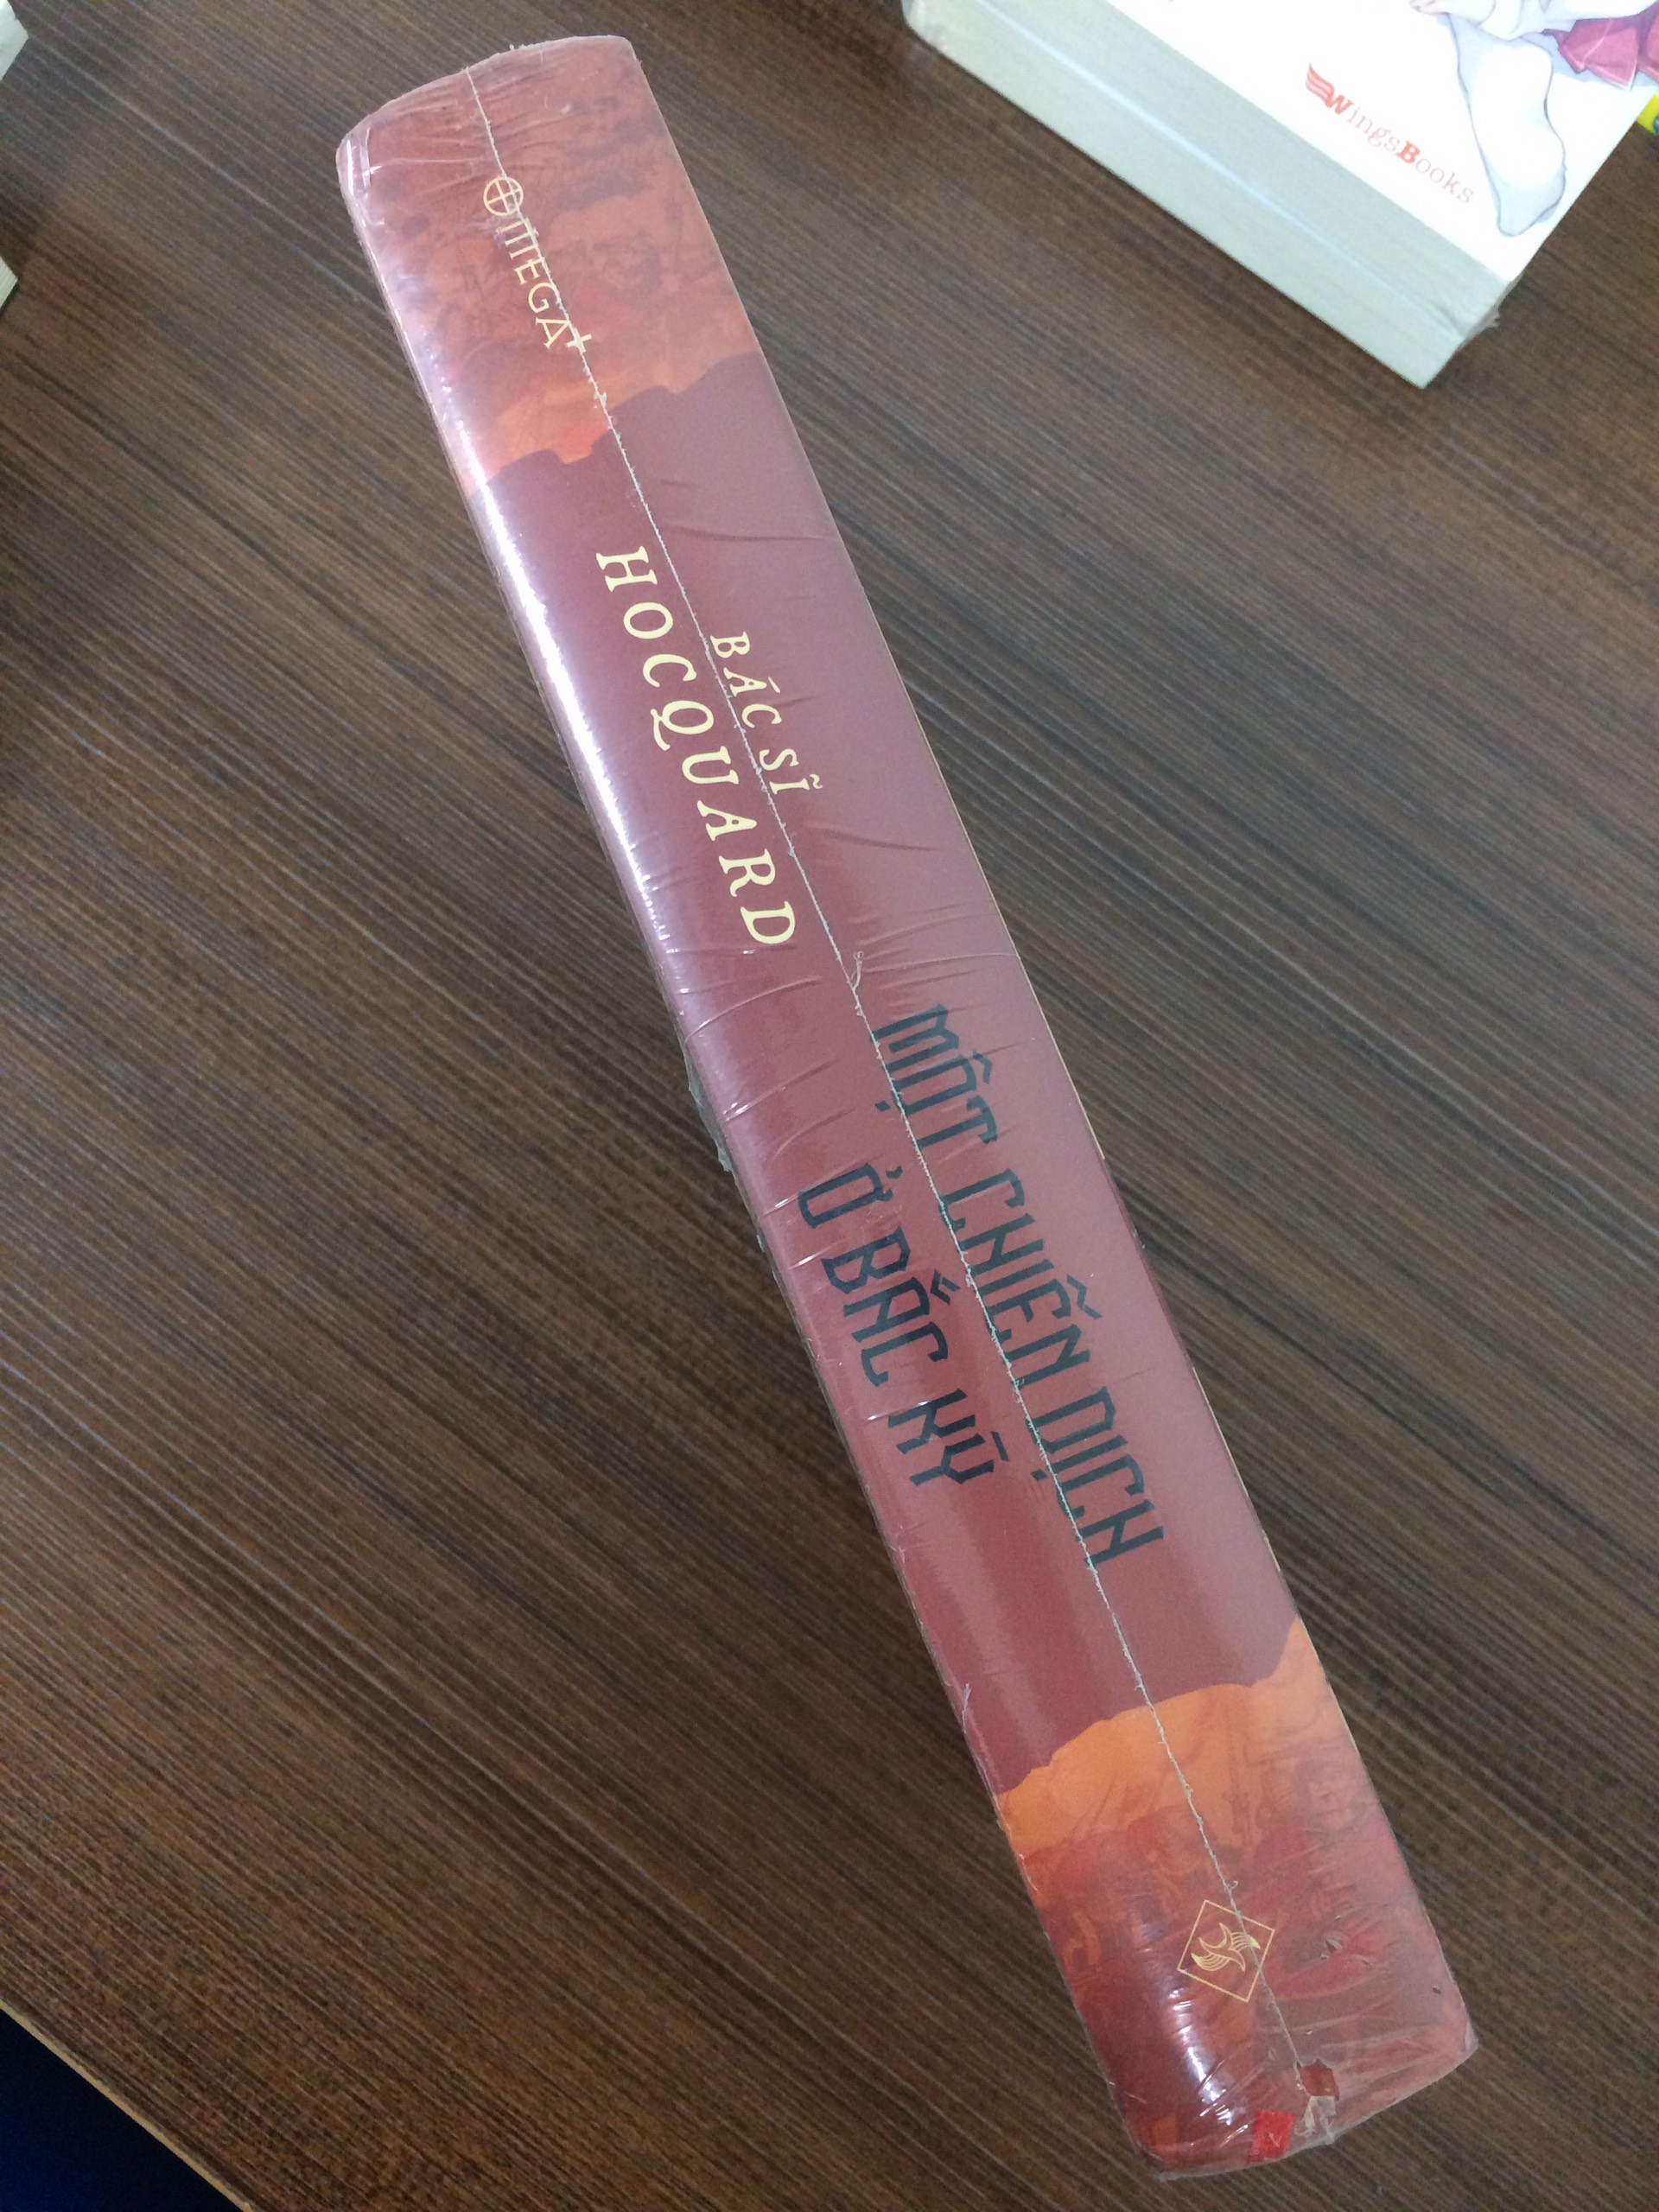 OMEGA+
BÁC SĨ
HOCQUARD
MỘT CHIẾN DỊCH
Ở BẮC KỲ
WingsBooks